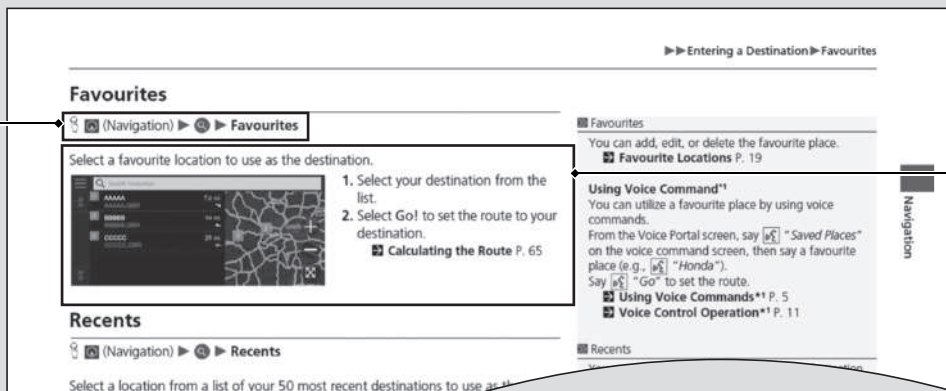 ▶▶Entering a Destination▶Favourites
Favourites
(Navigation) ▶ ▶ Favourites
Select a favourite location to use as the destination.
AAAAA
BBBBB
CCCCC
1. Select your destination from the
list.
2. Select Go! to set the route to your
destination.
Calculating the Route P. 65
Recents
(Navigation) ▶ ▶ Recents
Select a location from a list of your 50 most recent destinations to use as
Favourites
You can add, edit, or delete the favourite place.
Favourite Locations P. 19
Using Voice Command*1
You can utilize a favourite place by using voice
commands.
From the Voice Portal screen, say "Saved Places"
on the voice command screen, then say a favourite
place (e.g., "Honda").
Say "Go" to set the route.
Using Voice Commands*1 P. 5
Voice Control Operation*1 P. 11
Recents
Navigation